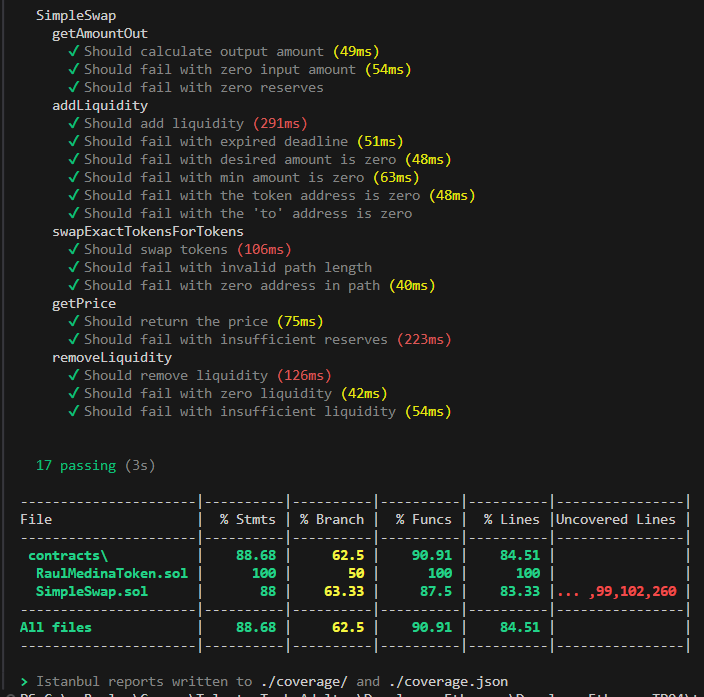 SimpleSwap
getAmountOut
✓ Should calculate output amount (49ms)
✓ Should fail with zero input amount (54ms)
✓ Should fail with zero reserves
addLiquidity
✓ Should add liquidity (291ms)
✓ Should fail with expired deadline (51ms)
✓ Should fail with desired amount is zero (48ms)
✓ Should fail with min amount is zero (63ms)
✓ Should fail with the token address is zero (48ms)
✓ Should fail with the 'to' address is zero
swapExactTokensForTokens
✓ Should swap tokens (106ms)
✓ Should fail with invalid path length
✓ Should fail with zero address in path (40ms)
getPrice
✓ Should return the price (75ms)
✓ Should fail with insufficient reserves (223ms)
removeLiquidity
✓ Should remove liquidity (126ms)
✓ Should fail with zero liquidity (42ms)
✓ Should fail with insufficient liquidity (54ms)
17 passing (3s)
----------------------|----------|----------|----------|----------|----------------|
File                  |  % Stmts | % Branch |  % Funcs |  % Lines |Uncovered Lines |
----------------------|----------|----------|----------|----------|----------------|
contracts\           |    88.68 |     62.5 |    90.91 |    84.51 |                |
RaulMedinaToken.sol |      100 |       50 |      100 |      100 |                |
SimpleSwap.sol      |       88 |    63.33 |     87.5 |    83.33 |... ,99,102,260 |
----------------------|----------|----------|----------|----------|----------------|
All files             |    88.68 |     62.5 |    90.91 |    84.51 |                |
----------------------|----------|----------|----------|----------|----------------|
> Istanbul reports written to ./coverage/ and ./coverage.json